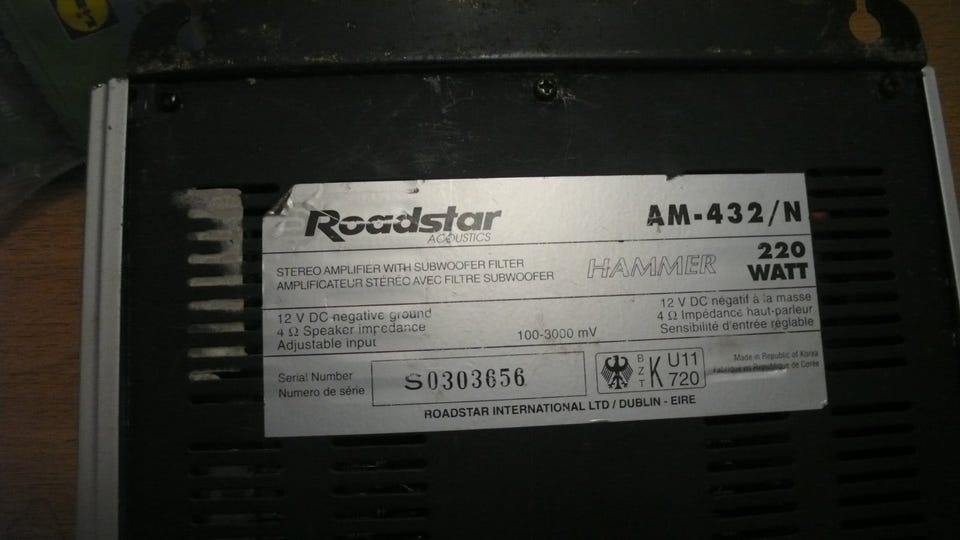 Roadstar
ACOUSTICS
AM-432/N
STEREO AMPLIFIER WITH SUBWOOFER FILTER
AMPLIFICATEUR STÉRÉO AVEC FILTRE SUBWOOFER
HAMMER
220
WATT
12 V DC negative ground
4 Ω Speaker impedance
Adjustable input
100-3000 mV
12 V DC négatif à la masse
4 Ω Impédance haut-parleur
Sensibilité d'entrée réglable
Serial Number
Numero de série
S0303656
BZT
K U11
720
Made in Republic of Korea
Fabriqué en République de Corée
ROADSTAR INTERNATIONAL LTD / DUBLIN - EIRE